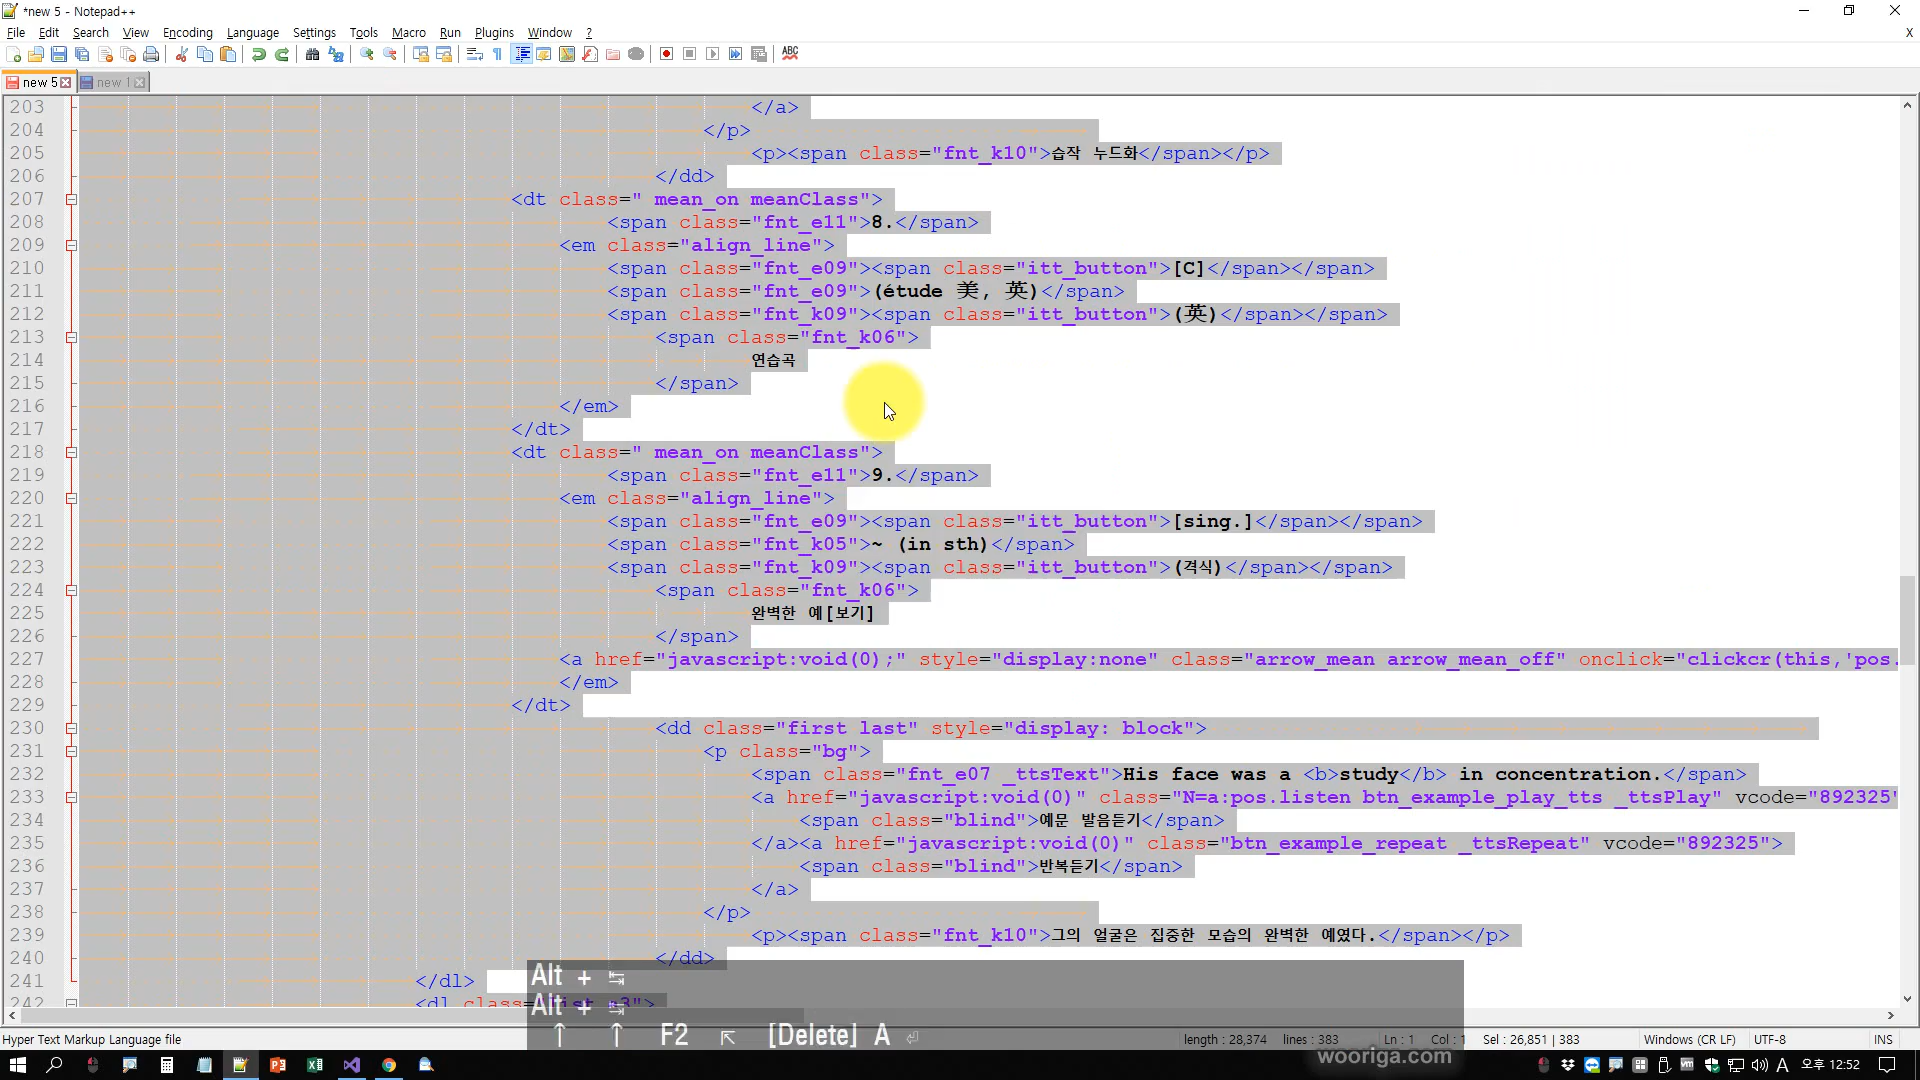 *new 5 - Notepad++
File Edit Search View Encoding Language Settings Tools Macro Run Plugins Window ? X
new 5 new 1
203 </a>
204 </p>
205 <p><span class="fnt_k10">습작 누드화</span></p>
206 </dd>
207 <dt class=" mean_on meanClass">
208 <span class="fnt_e11">8.</span>
209 <em class="align_line">
210 <span class="fnt_e09"><span class="itt_button">[C]</span></span>
211 <span class="fnt_e09">(étude 美, 英)</span>
212 <span class="fnt_k09"><span class="itt_button">(英)</span></span>
213 <span class="fnt_k06">
214 연습곡
215 </span>
216 </em>
217 </dt>
218 <dt class=" mean_on meanClass">
219 <span class="fnt_e11">9.</span>
220 <em class="align_line">
221 <span class="fnt_e09"><span class="itt_button">[sing.]</span></span>
222 <span class="fnt_k05">~ (in sth)</span>
223 <span class="fnt_k09"><span class="itt_button">(격식)</span></span>
224 <span class="fnt_k06">
225 완벽한 예[보기]
226 </span>
227 <a href="javascript:void(0);" style="display:none" class="arrow_mean arrow_mean_off" onclick="clickcr(this,'pos.
228 </em>
229 </dt>
230 <dd class="first last" style="display: block">
231 <p class="bg">
232 <span class="fnt_e07 _ttsText">His face was a <b>study</b> in concentration.</span>
233 <a href="javascript:void(0)" class="N=a:pos.listen btn_example_play_tts _ttsPlay" vcode="892325"
234 <span class="blind">예문 발음듣기</span>
235 </a><a href="javascript:void(0)" class="btn_example_repeat _ttsRepeat" vcode="892325">
236 <span class="blind">반복듣기</span>
237 </a>
238 </p>
239 <p><span class="fnt_k10">그의 얼굴은 집중한 모습의 완벽한 예였다.</span></p>
240 </dd>
241 </dl>
242 <dl class="list_e3">
Alt + ↹
Alt + ↹
↑ ↑ F2 ↖ [Delete] A ⏎
Hyper Text Markup Language file length : 28,374 lines : 383 Ln : 1 Col : 1 Sel : 26,851 | 383 Windows (CR LF) UTF-8 INS
wooriga.com
A 오후 12:52